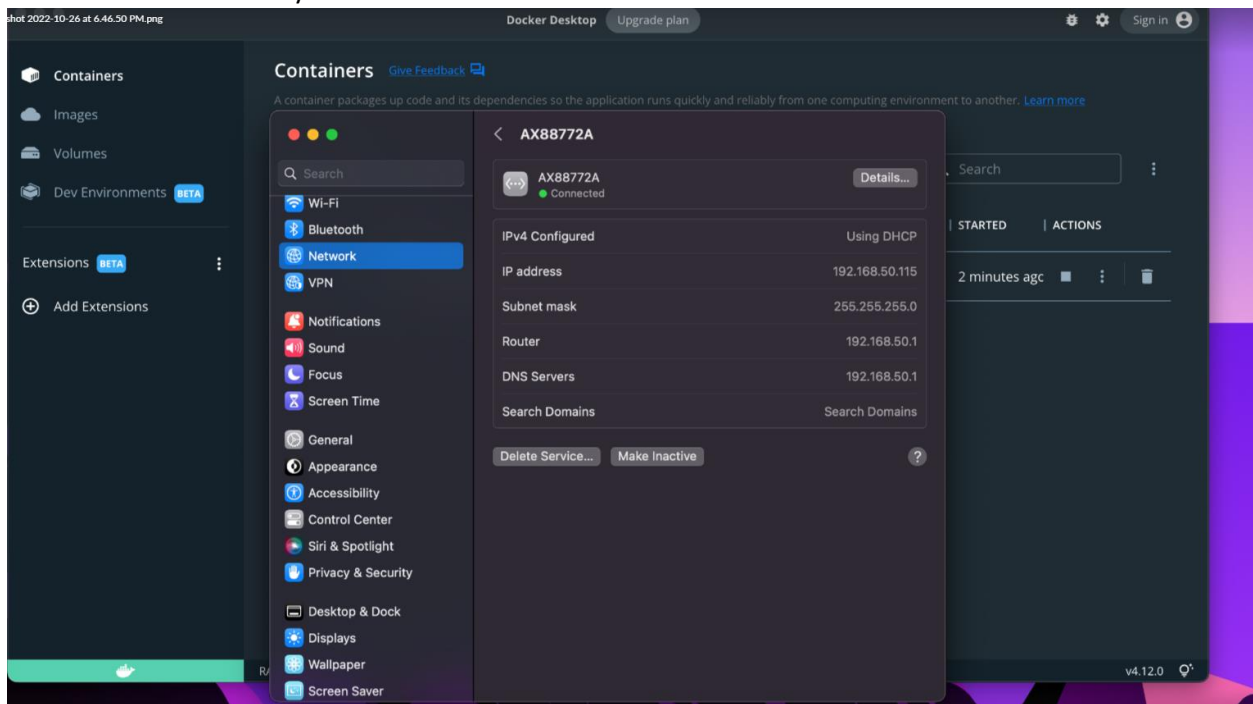 shot 2022-10-26 at 6.46.50 PM.png
Docker Desktop Upgrade plan
Sign in
Containers
Images
Volumes
Dev Environments BETA
Extensions BETA
Add Extensions
Containers Give Feedback
A container packages up code and its dependencies so the application runs quickly and reliably from one computing environment to another. Learn more
Search
STARTED ACTIONS
2 minutes agc
Search
Wi-Fi
Bluetooth
Network
VPN
Notifications
Sound
Focus
Screen Time
General
Appearance
Accessibility
Control Center
Siri & Spotlight
Privacy & Security
Desktop & Dock
Displays
Wallpaper
Screen Saver
AX88772A
AX88772A
Connected
Details...
IPv4 Configured Using DHCP
IP address 192.168.50.115
Subnet mask 255.255.255.0
Router 192.168.50.1
DNS Servers 192.168.50.1
Search Domains Search Domains
Delete Service... Make Inactive ?
v4.12.0